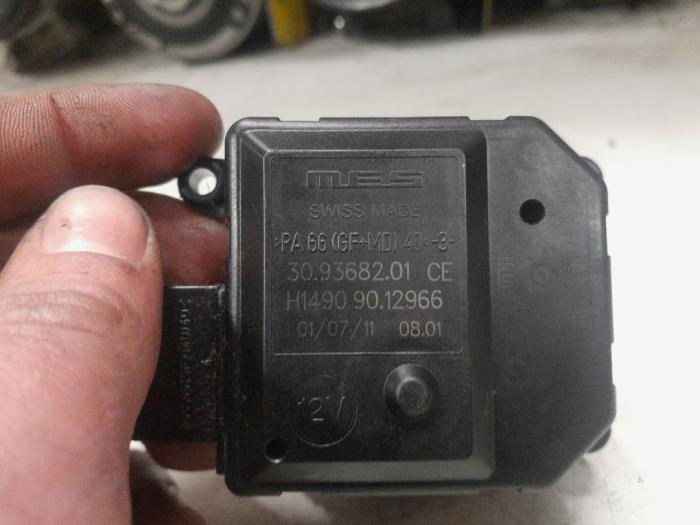 MES
SWISS MADE
>PA 66 (GF+MD) 40< -3-
30.93682.01 CE
H1490 90.12966
01/07/11 08.01
12V